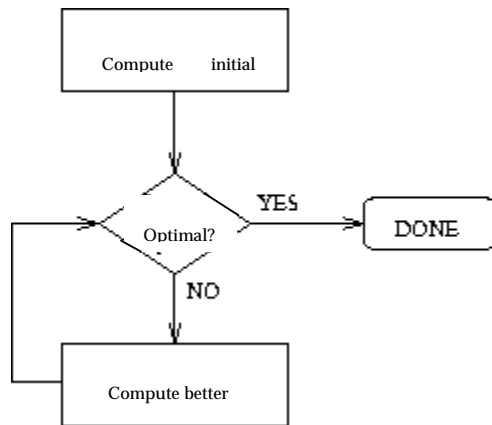 Compute initial
YES
Optimal?
DONE
NO
Compute better